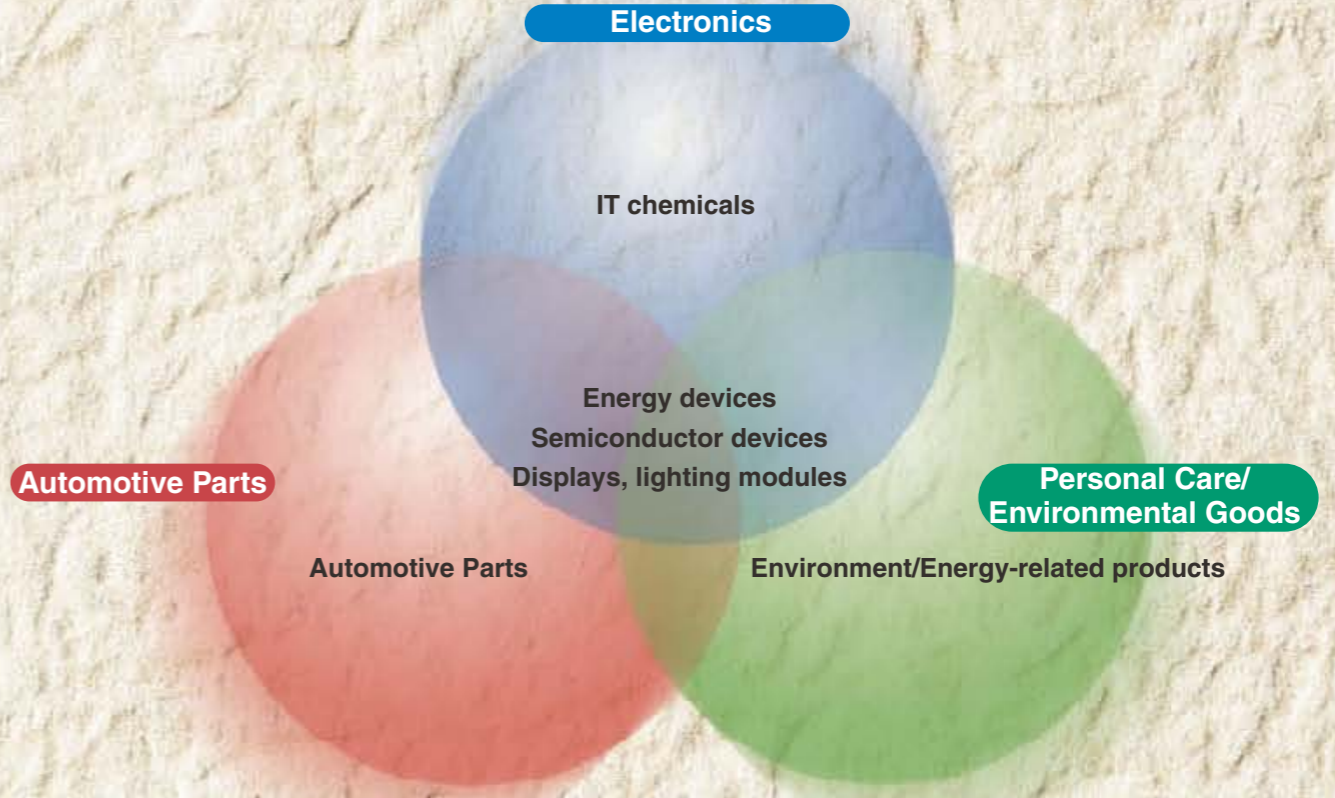 Electronics
IT chemicals
Energy devices
Semiconductor devices
Displays, lighting modules
Automotive Parts
Personal Care/
Environmental Goods
Automotive Parts
Environment/Energy-related products